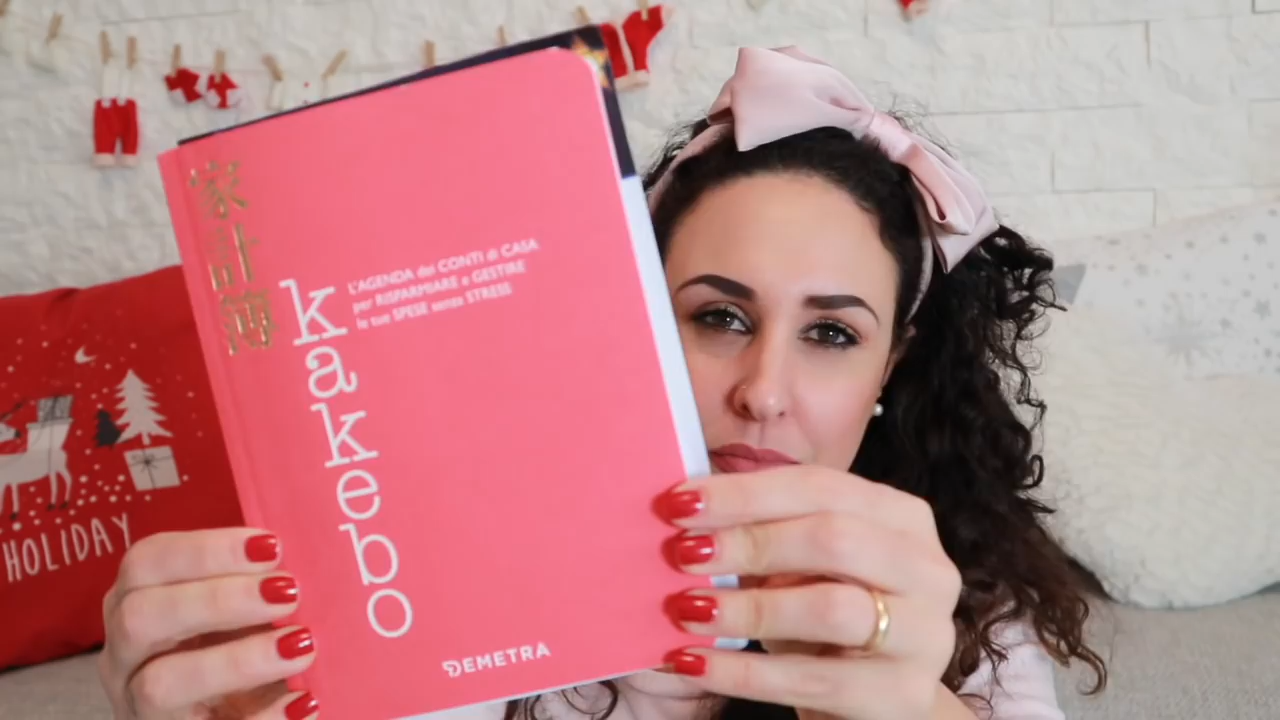 家計簿
kakebo
L'AGENDA dei CONTI di CASA
per RISPARMIARE e GESTIRE
le tue SPESE senza STRESS
DEMETRA
HOLIDAY